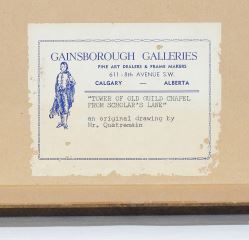 GAINSBOROUGH GALLERIES
FINE ART DEALERS & FRAME MAKERS
611 - 8th AVENUE S.W.
CALGARY — ALBERTA
"TOWER OF OLD GUILD CHAPEL
FROM SCHOLAR'S LANE"
an original drawing by
Mr. Quatremain